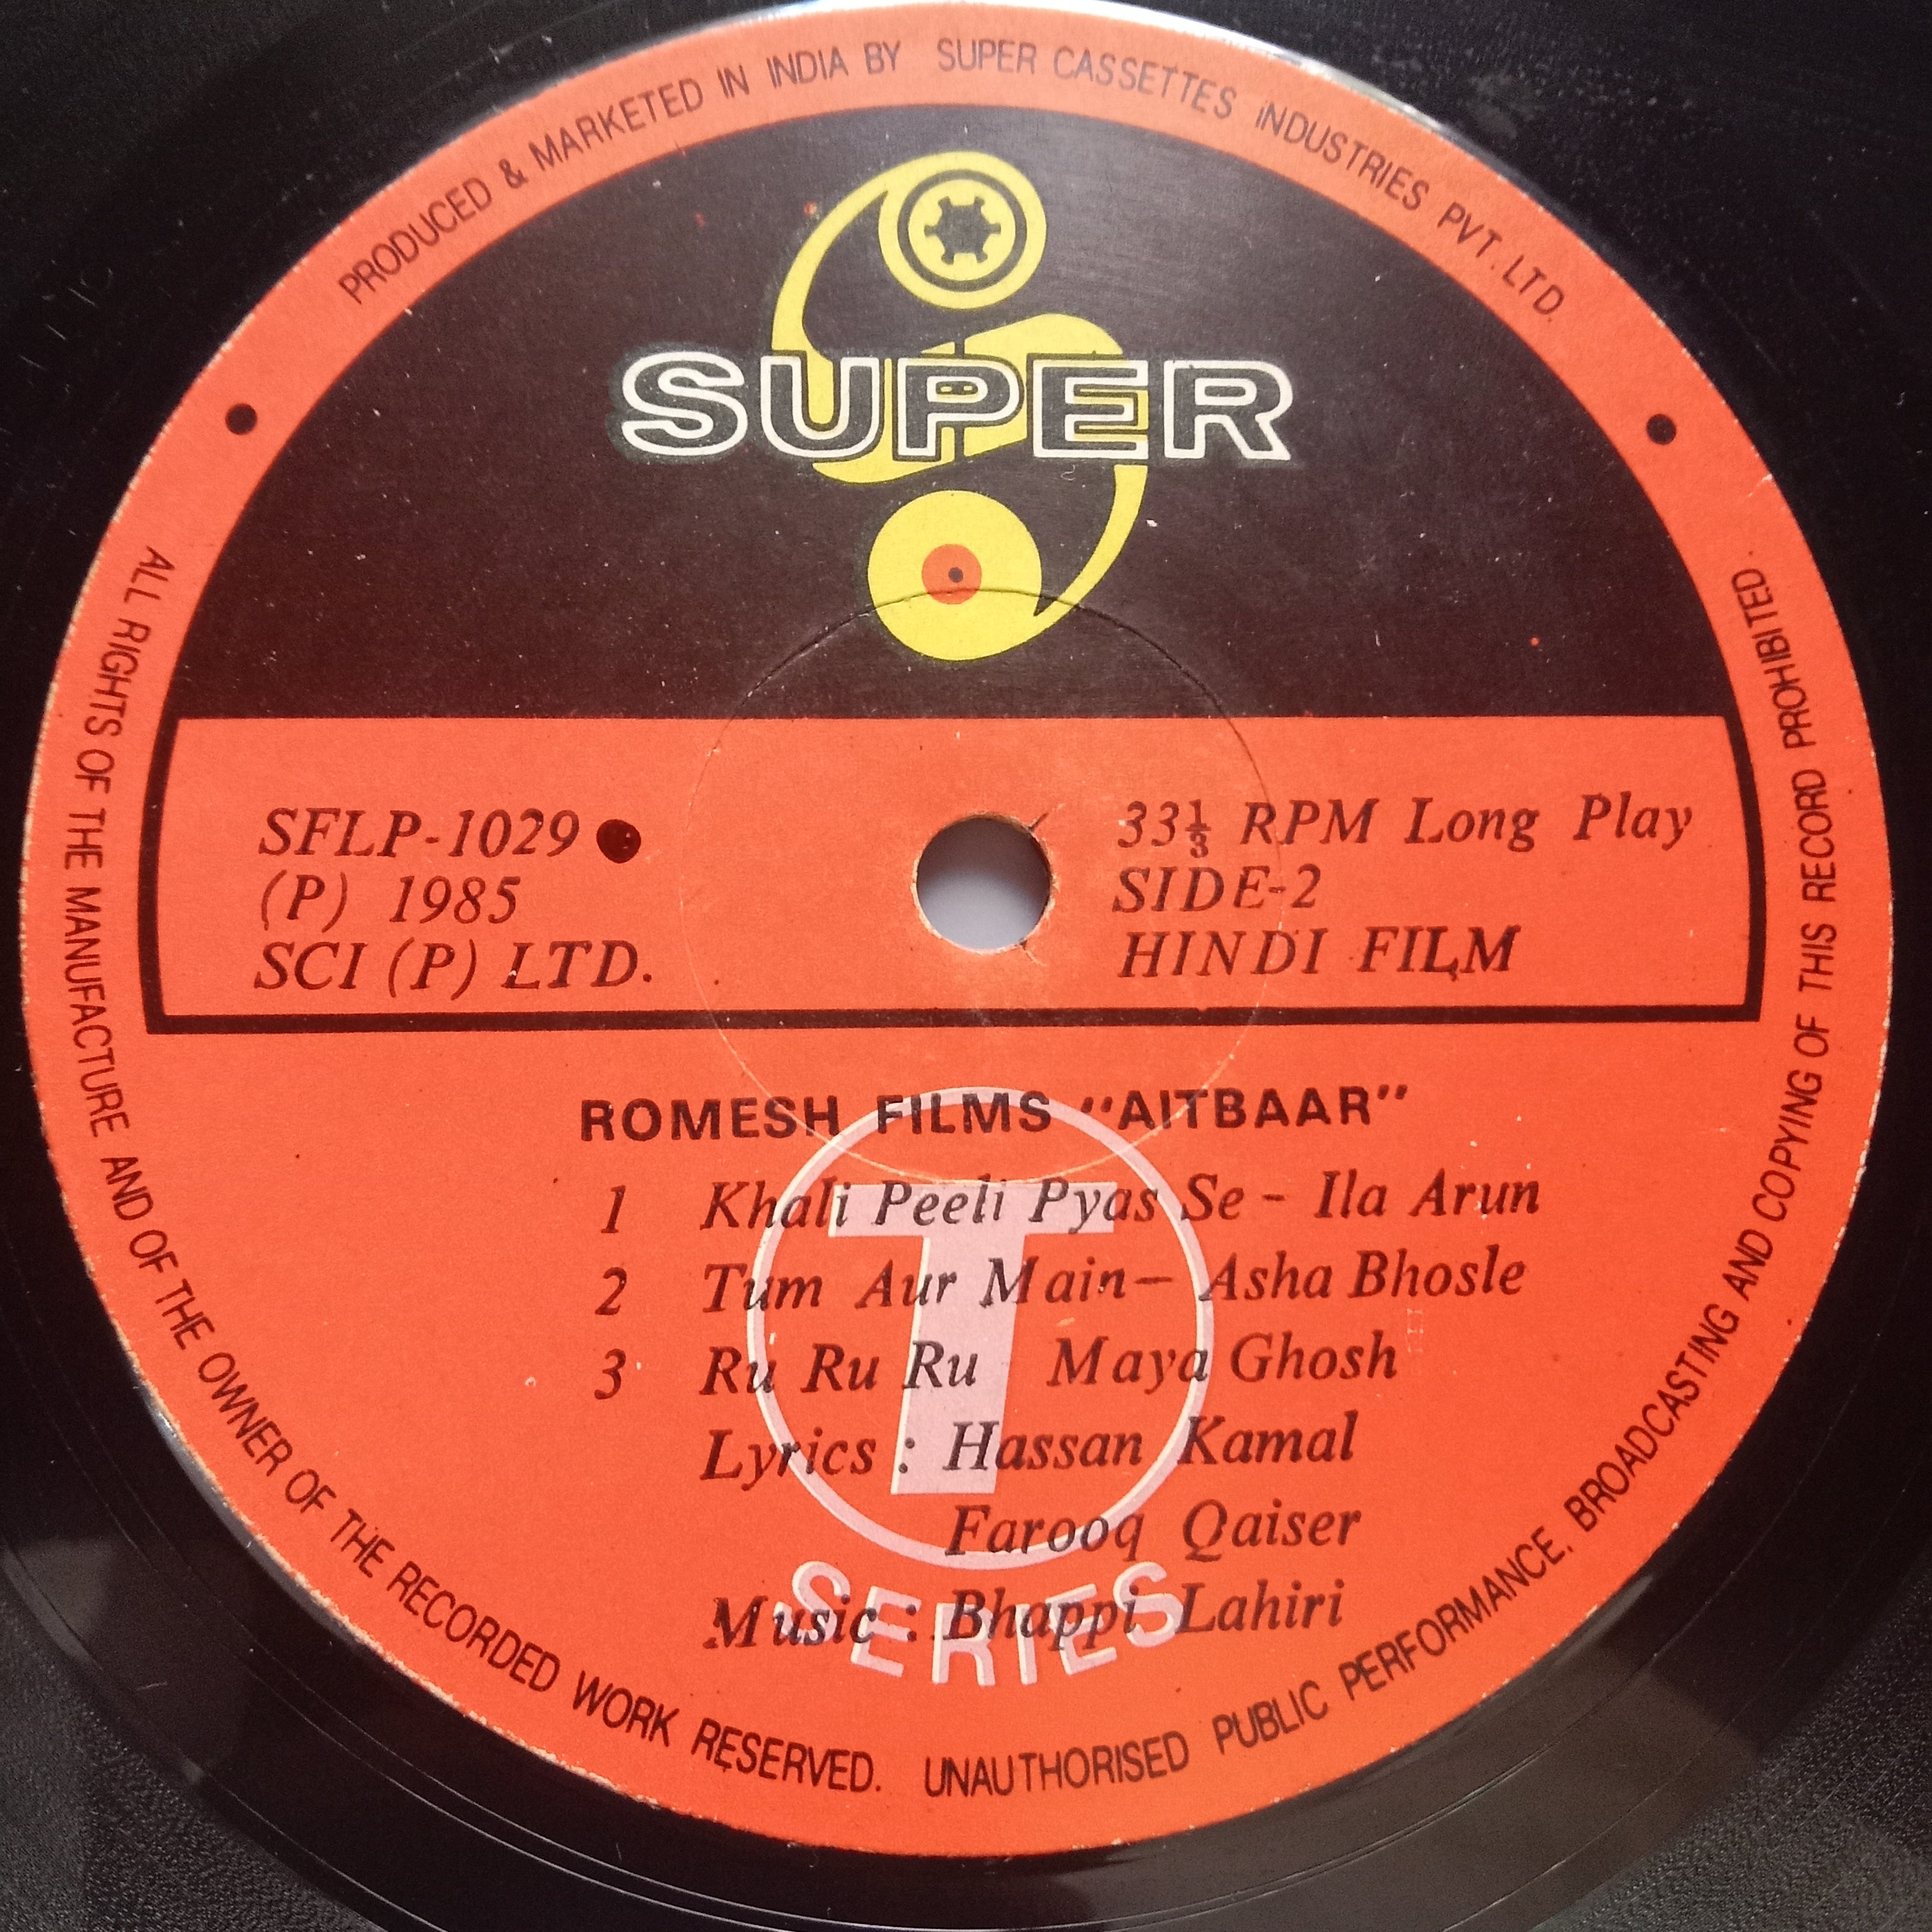 PRODUCED & MARKETED IN INDIA BY SUPER CASSETTES INDUSTRIES PVT. LTD.
SUPER
SFLP-1029
(P) 1985
SCI (P) LTD.
33⅓ RPM Long Play
SIDE-2
HINDI FILM
ROMESH FILMS "AITBAAR"
1 Khali Peeli Pyas Se - Ila Arun
2 Tum Aur Main– Asha Bhosle
3 Ru Ru Ru Maya Ghosh
Lyrics : Hassan Kamal
Farooq Qaiser
Music : Bhappi Lahiri
T
SERIES
ALL RIGHTS OF THE MANUFACTURE AND OF THE OWNER OF THE RECORDED WORK RESERVED. UNAUTHORISED PUBLIC PERFORMANCE, BROADCASTING AND COPYING OF THIS RECORD PROHIBITED.